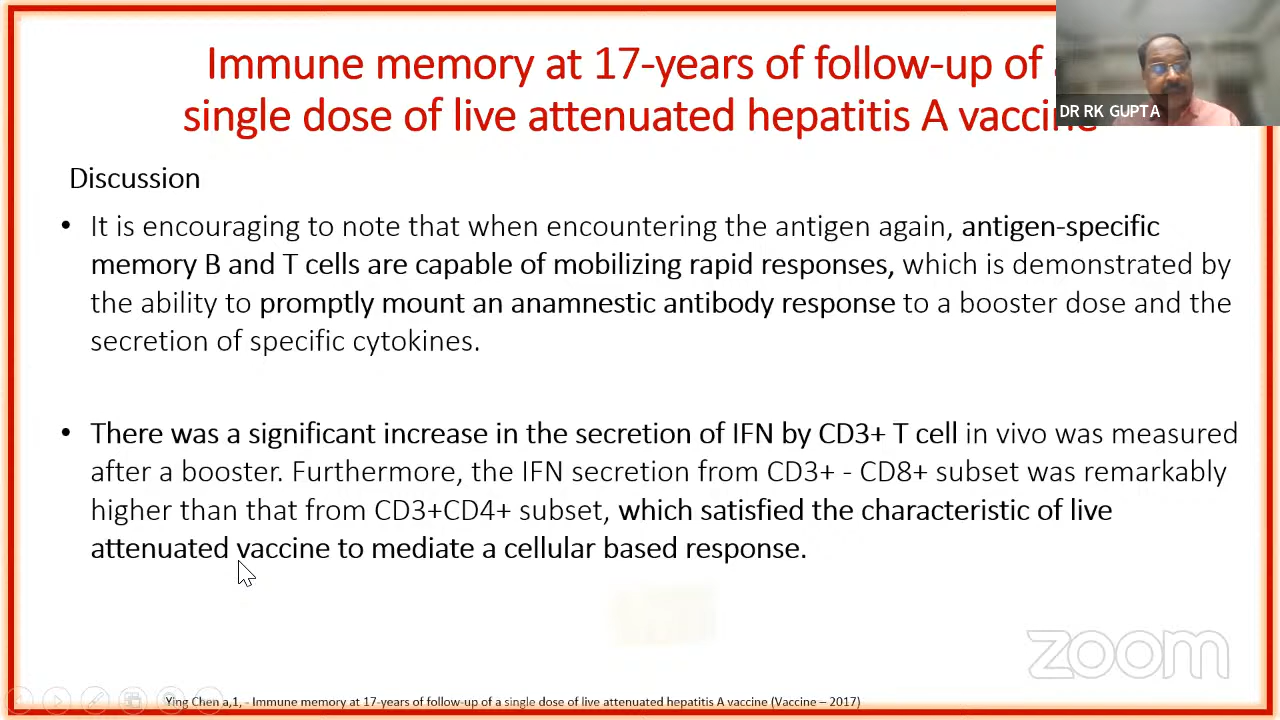 Immune memory at 17-years of follow-up of
single dose of live attenuated hepatitis A vaccine
DR RK GUPTA
Discussion
• It is encouraging to note that when encountering the antigen again, antigen-specific
memory B and T cells are capable of mobilizing rapid responses, which is demonstrated by
the ability to promptly mount an anamnestic antibody response to a booster dose and the
secretion of specific cytokines.
• There was a significant increase in the secretion of IFN by CD3+ T cell in vivo was measured
after a booster. Furthermore, the IFN secretion from CD3+ - CD8+ subset was remarkably
higher than that from CD3+CD4+ subset, which satisfied the characteristic of live
attenuated vaccine to mediate a cellular based response.
zoom
Ying Chen a,1, - Immune memory at 17-years of follow-up of a single dose of live attenuated hepatitis A vaccine (Vaccine – 2017)